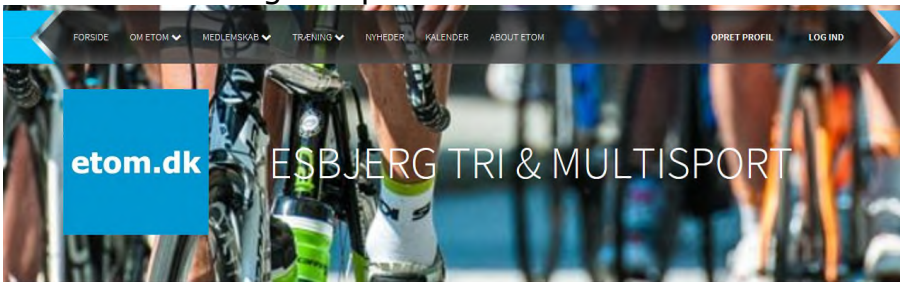 FORSIDE OM ETOM MEDLEMSKAB TRÆNING NYHEDER KALENDER ABOUT ETOM OPRET PROFIL LOG IND
etom.dk
ESBJERG TRI & MULTISPORT